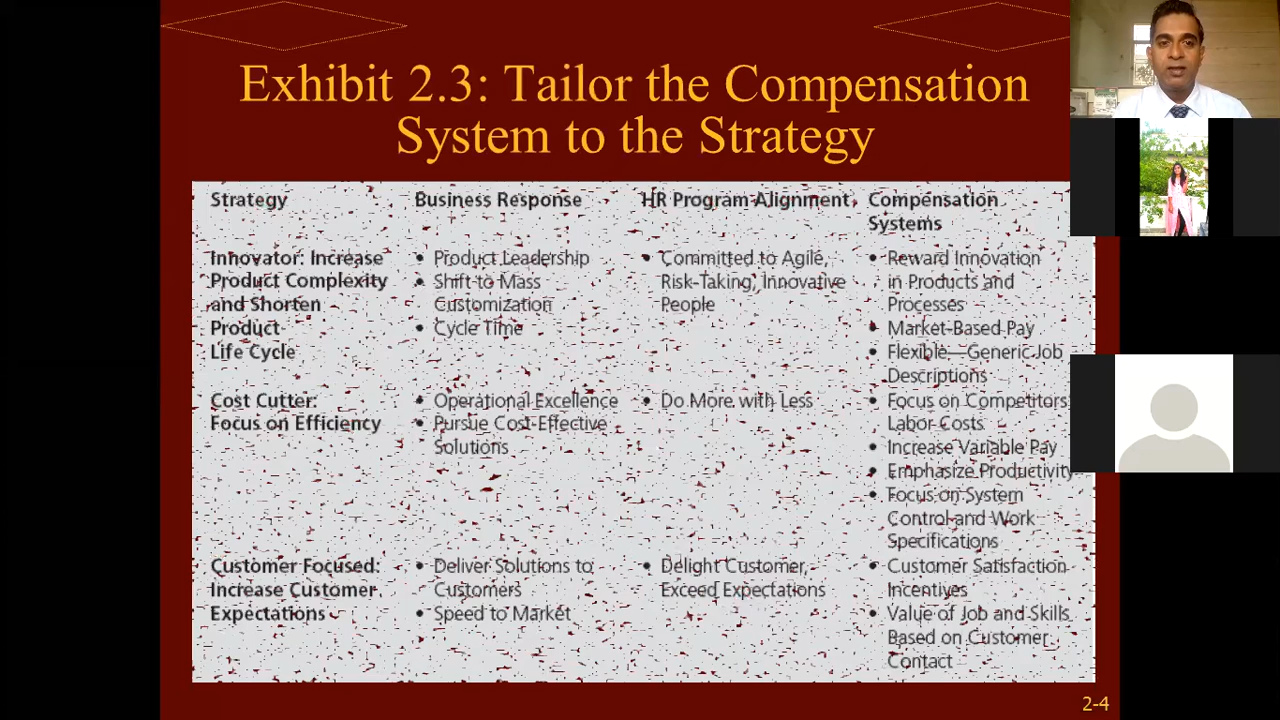 Exhibit 2.3: Tailor the Compensation
System to the Strategy
Strategy
Business Response
HR Program Alignment
Compensation
Systems
Innovator: Increase
Product Complexity
and Shorten
Product
Life Cycle
• Product Leadership
• Shift to Mass
Customization
• Cycle Time
• Committed to Agile,
Risk-Taking, Innovative
People
• Reward Innovation
in Products and
Processes
• Market-Based Pay
• Flexible—Generic Job
Descriptions
Cost Cutter:
Focus on Efficiency
• Operational Excellence
• Pursue Cost-Effective
Solutions
• Do More with Less
• Focus on Competitors
Labor Costs
• Increase Variable Pay
• Emphasize Productivity
• Focus on System
Control and Work
Specifications
Customer Focused:
Increase Customer
Expectations
• Deliver Solutions to
Customers
• Speed to Market
• Delight Customer,
Exceed Expectations
• Customer Satisfaction
Incentives
• Value of Job and Skills
Based on Customer
Contact
2-4